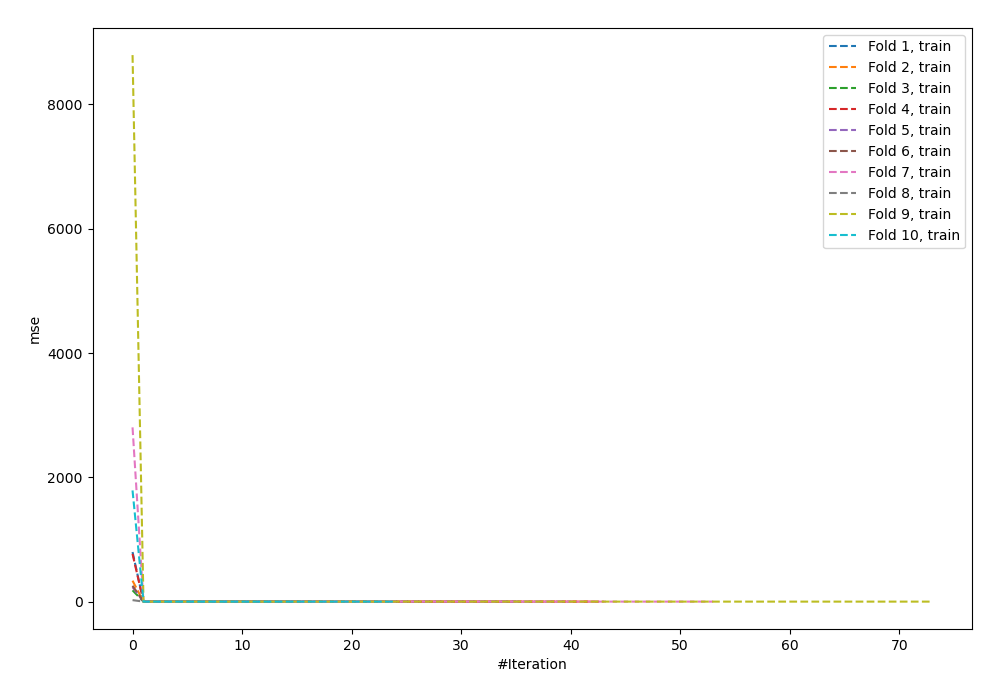 Fold 1, train
Fold 2, train
Fold 3, train
Fold 4, train
Fold 5, train
Fold 6, train
Fold 7, train
Fold 8, train
Fold 9, train
Fold 10, train
8000
6000
4000
2000
0
mse
0 10 20 30 40 50 60 70
#Iteration